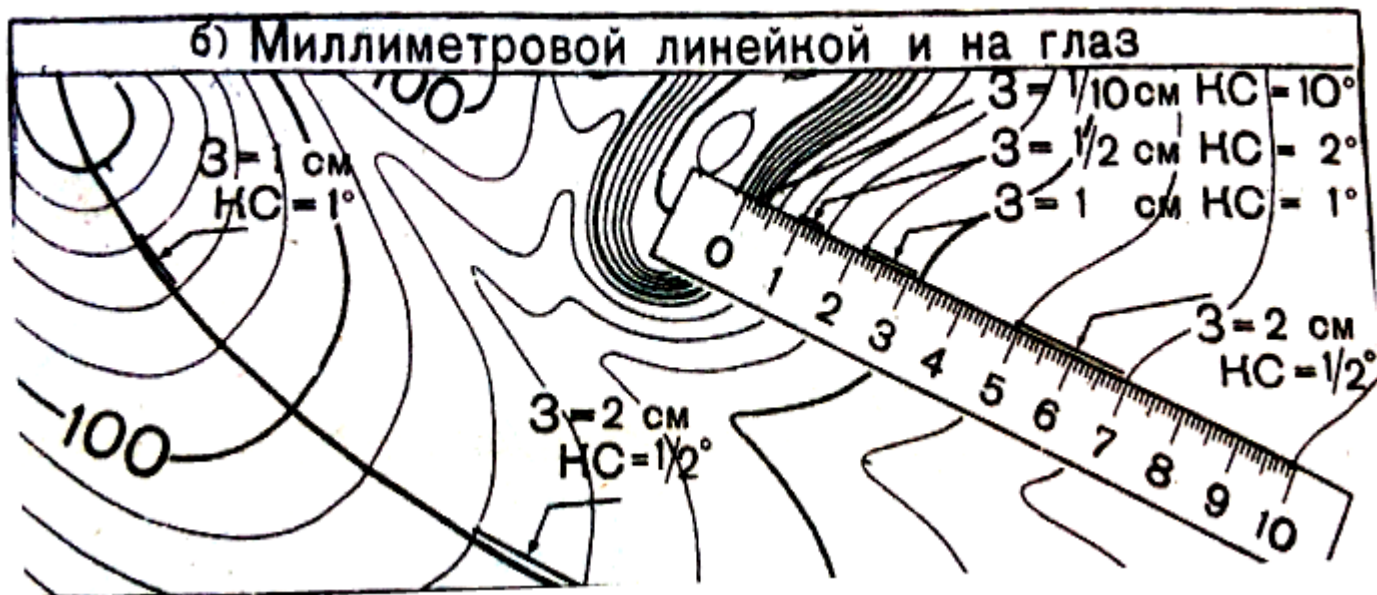 б) Миллиметровой линейкой и на глаз
100
З = 1/10 см НС = 10°
З = 1/2 см НС = 2°
З = 1 см НС = 1°
З = 1 см
НС = 1°
0 1 2 3 4 5 6 7 8 9 10
З = 2 см
НС = 1/2°
100
З = 2 см
НС = 1/2°